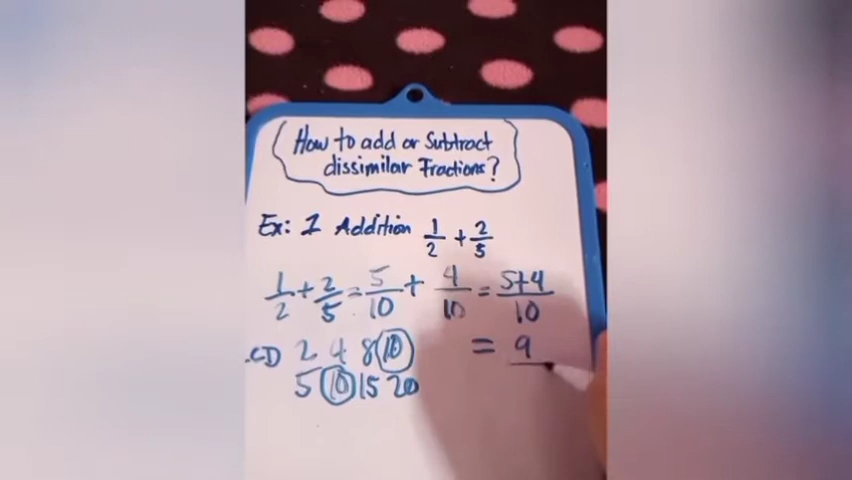 How to add or Subtract
dissimilar Fractions?
Ex: 1 Addition 1/2 + 2/5
1/2 + 2/5 = 5/10 + 4/10 = 5+4/10
CD 2 4 8 10 = 9
5 10 15 20